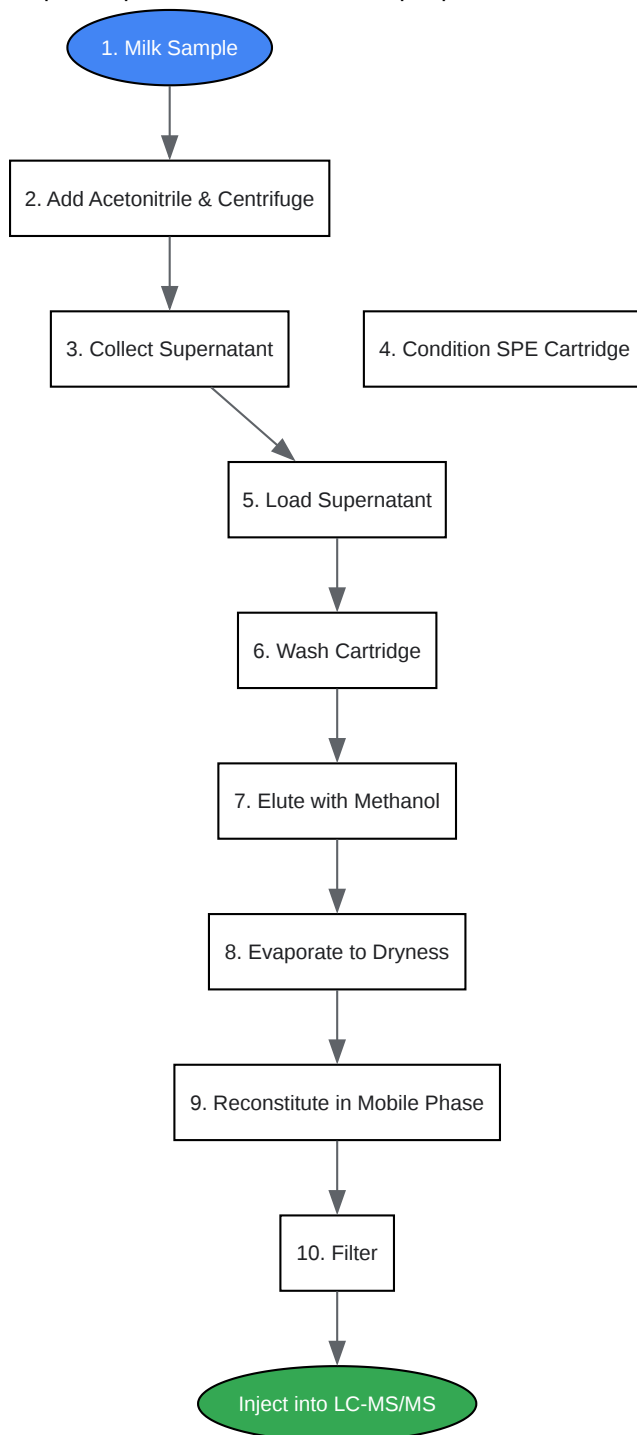 1. Milk Sample
2. Add Acetonitrile & Centrifuge
3. Collect Supernatant
4. Condition SPE Cartridge
5. Load Supernatant
6. Wash Cartridge
7. Elute with Methanol
8. Evaporate to Dryness
9. Reconstitute in Mobile Phase
10. Filter
Inject into LC-MS/MS